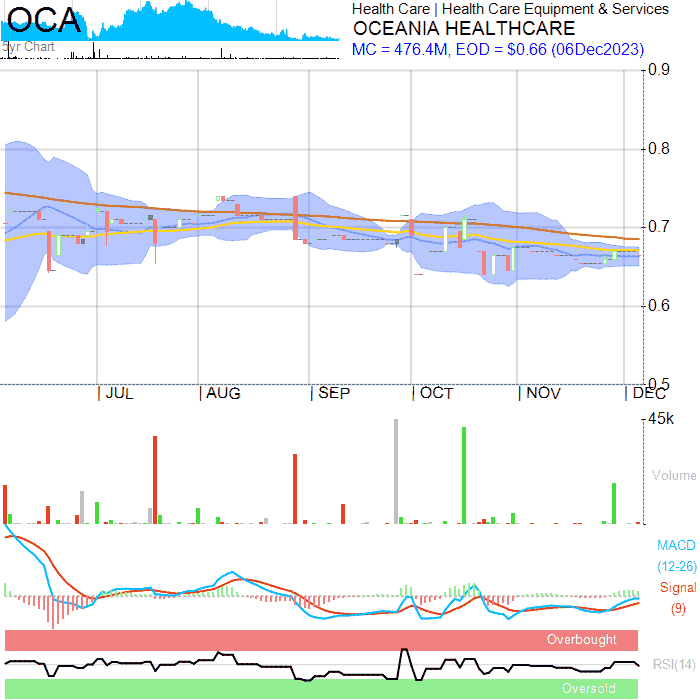 OCA
5yr Chart
Health Care | Health Care Equipment & Services
OCEANIA HEALTHCARE
MC = 476.4M, EOD = $0.66 (06Dec2023)
0.9
0.8
0.7
0.6
0.5
JUL
AUG
SEP
OCT
NOV
DEC
45k
Volume
MACD
(12-26)
Signal
(9)
Overbought
RSI(14)
Oversold